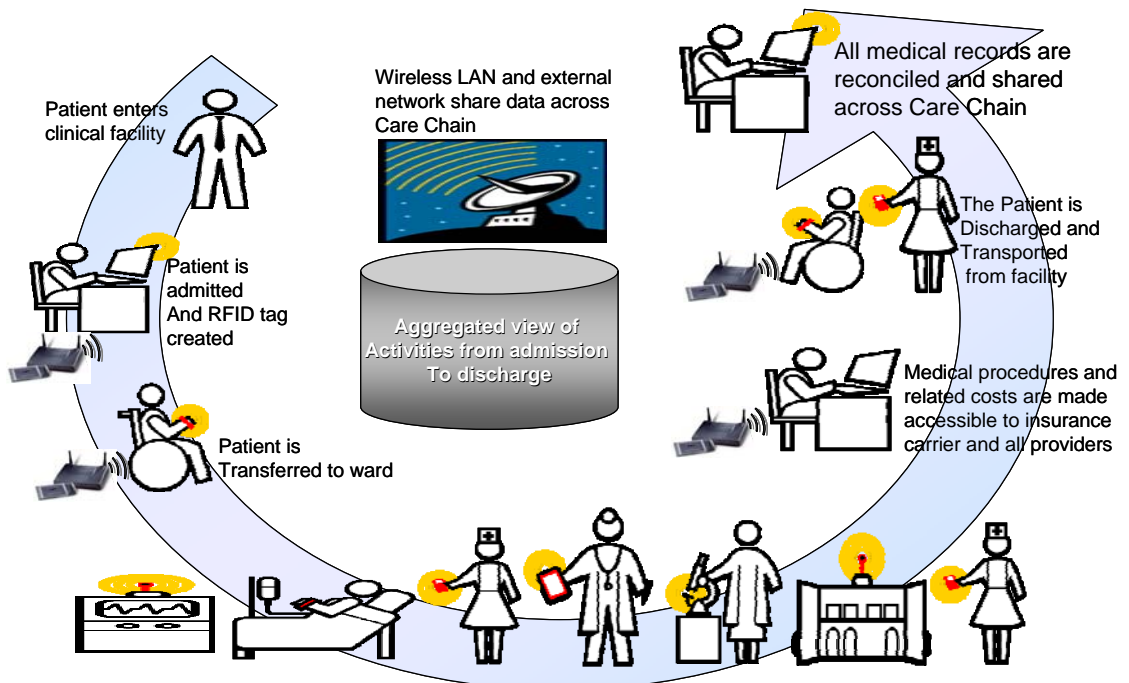 Patient enters
clinical facility
Wireless LAN and external
network share data across
Care Chain
All medical records are
reconciled and shared
across Care Chain
Patient is
admitted
And RFID tag
created
Aggregated view of
Activities from admission
To discharge
The Patient is
Discharged and
Transported
from facility
Patient is
Transferred to ward
Medical procedures and
related costs are made
accessible to insurance
carrier and all providers